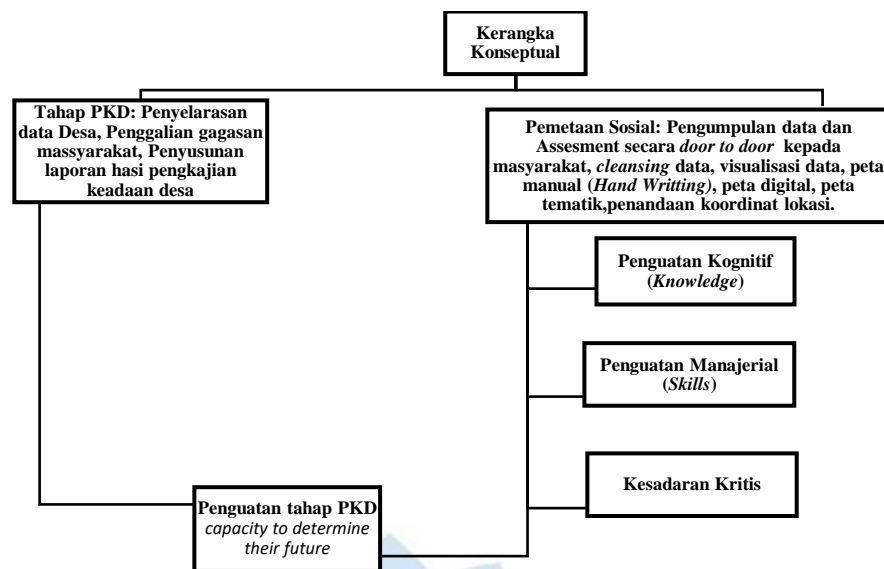 Kerangka
Konseptual
Tahap PKD: Penyelarasan
data Desa, Penggalian gagasan
massyarakat, Penyusunan
laporan hasi pengkajian
keadaan desa
Pemetaan Sosial: Pengumpulan data dan
Assesment secara door to door kepada
masyarakat, cleansing data, visualisasi data, peta
manual (Hand Writting), peta digital, peta
tematik,penandaan koordinat lokasi.
Penguatan Kognitif
(Knowledge)
Penguatan Manajerial
(Skills)
Kesadaran Kritis
Penguatan tahap PKD
capacity to determine
their future